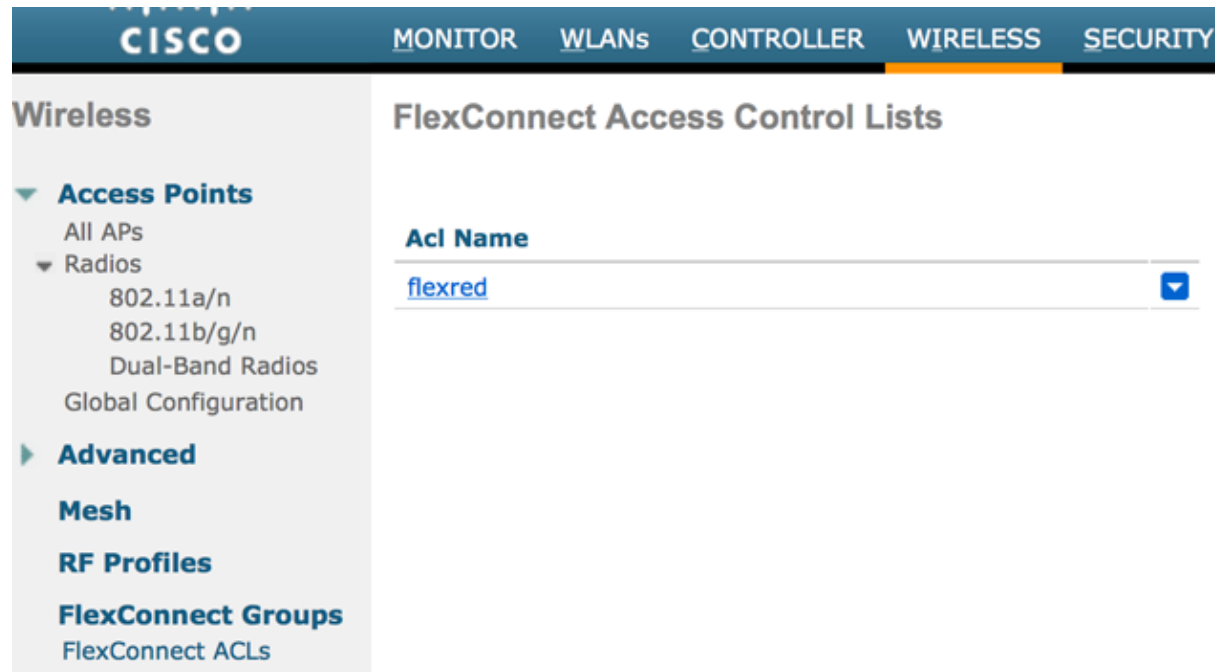 CISCO
MONITOR WLANs CONTROLLER WIRELESS SECURITY
Wireless
Access Points
All APs
Radios
802.11a/n
802.11b/g/n
Dual-Band Radios
Global Configuration
Advanced
Mesh
RF Profiles
FlexConnect Groups
FlexConnect ACLs
FlexConnect Access Control Lists
Acl Name
flexred